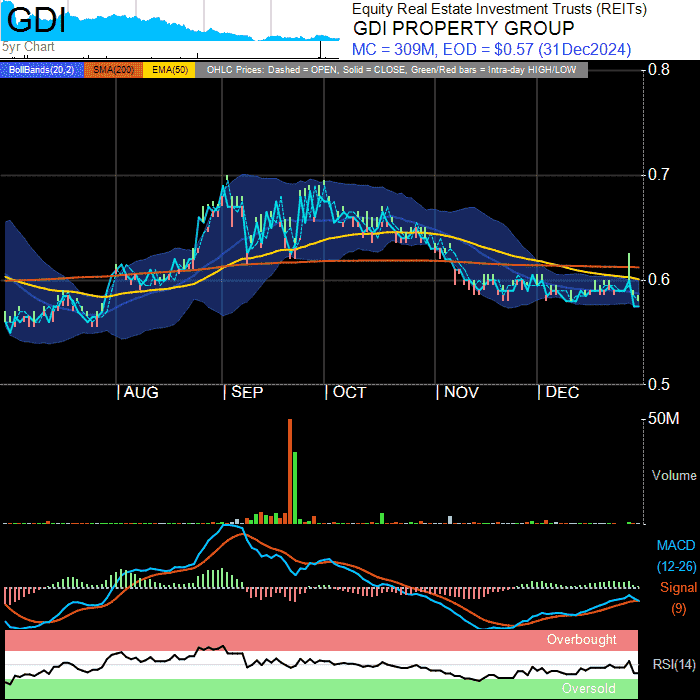 GDI
Equity Real Estate Investment Trusts (REITs)
GDI PROPERTY GROUP
MC = 309M, EOD = $0.57 (31Dec2024)
5yr Chart
BollBands(20,2) SMA(200) EMA(50) OHLC Prices: Dashed = OPEN, Solid = CLOSE, Green/Red bars = Intra-day HIGH/LOW
0.8
0.7
0.6
0.5
AUG SEP OCT NOV DEC
50M
Volume
MACD
(12-26)
Signal
(9)
Overbought
RSI(14)
Oversold